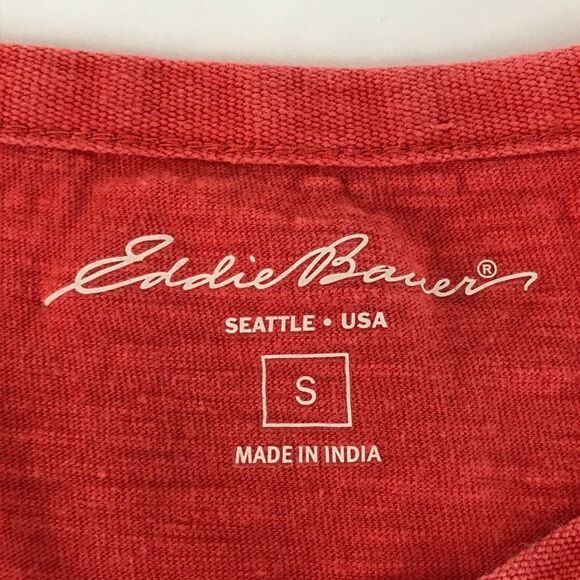 Eddie Bauer®
SEATTLE • USA
S
MADE IN INDIA